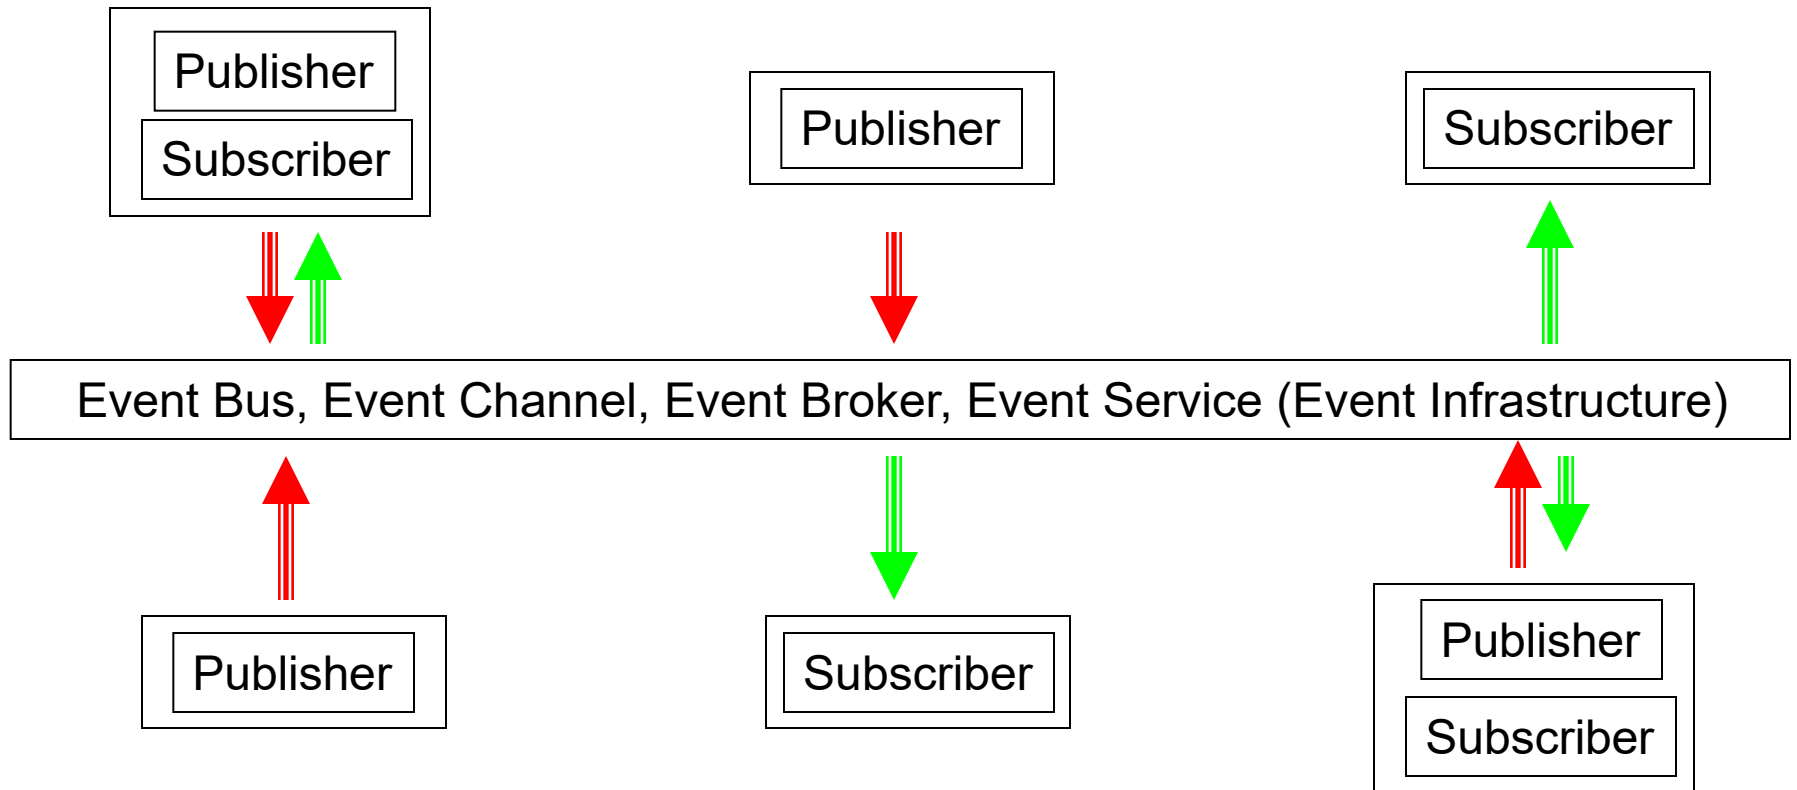 Publisher
Subscriber
Publisher
Subscriber
Event Bus, Event Channel, Event Broker, Event Service (Event Infrastructure)
Publisher
Subscriber
Publisher
Subscriber